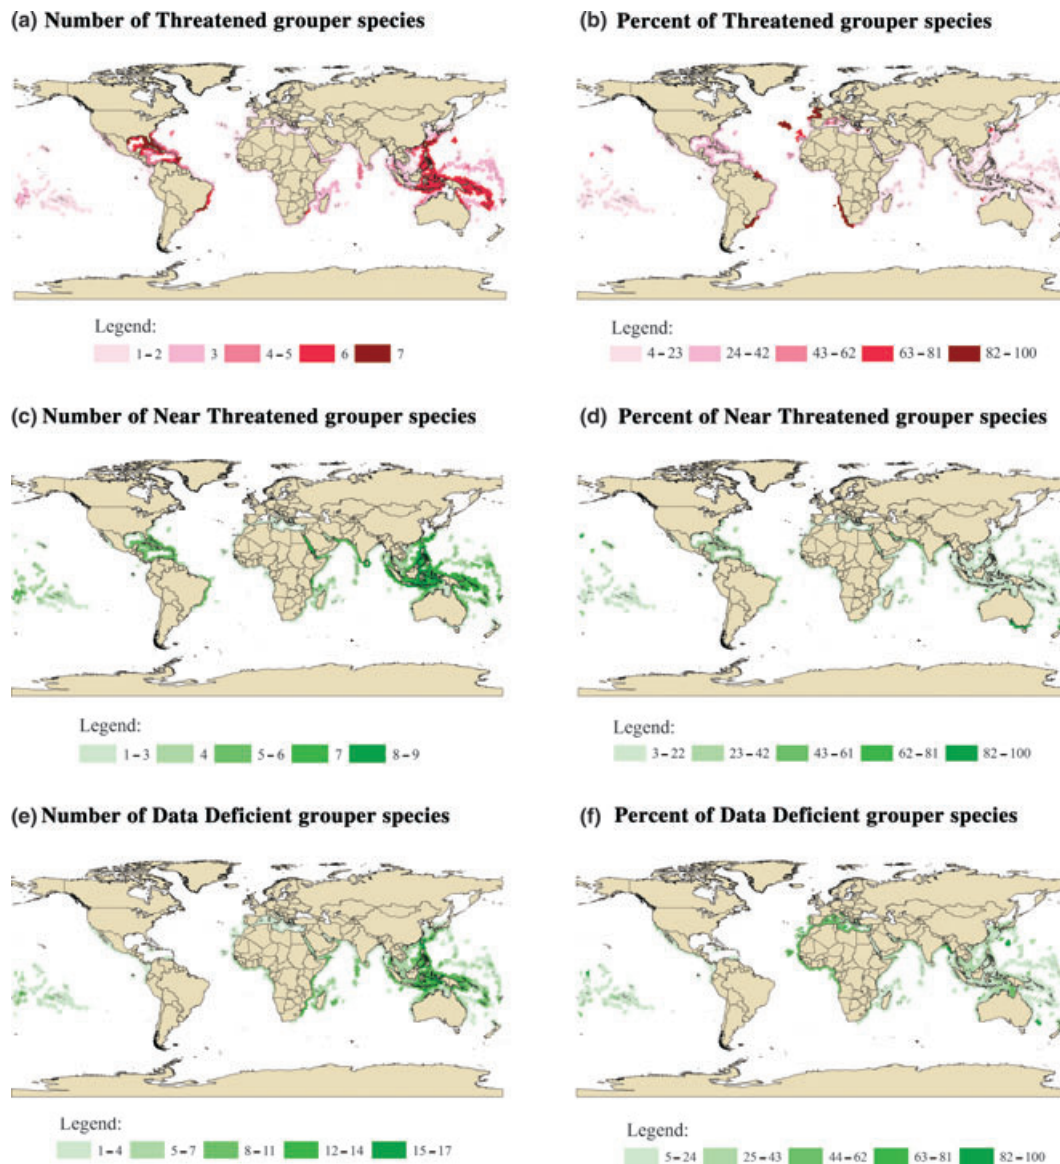 (a) Number of Threatened grouper species
(b) Percent of Threatened grouper species
Legend:
1–2 3 4–5 6 7
Legend:
4–23 24–42 43–62 63–81 82–100
(c) Number of Near Threatened grouper species
(d) Percent of Near Threatened grouper species
Legend:
1–3 4 5–6 7 8–9
Legend:
3–22 23–42 43–61 62–81 82–100
(e) Number of Data Deficient grouper species
(f) Percent of Data Deficient grouper species
Legend:
1–4 5–7 8–11 12–14 15–17
Legend:
5–24 25–43 44–62 63–81 82–100